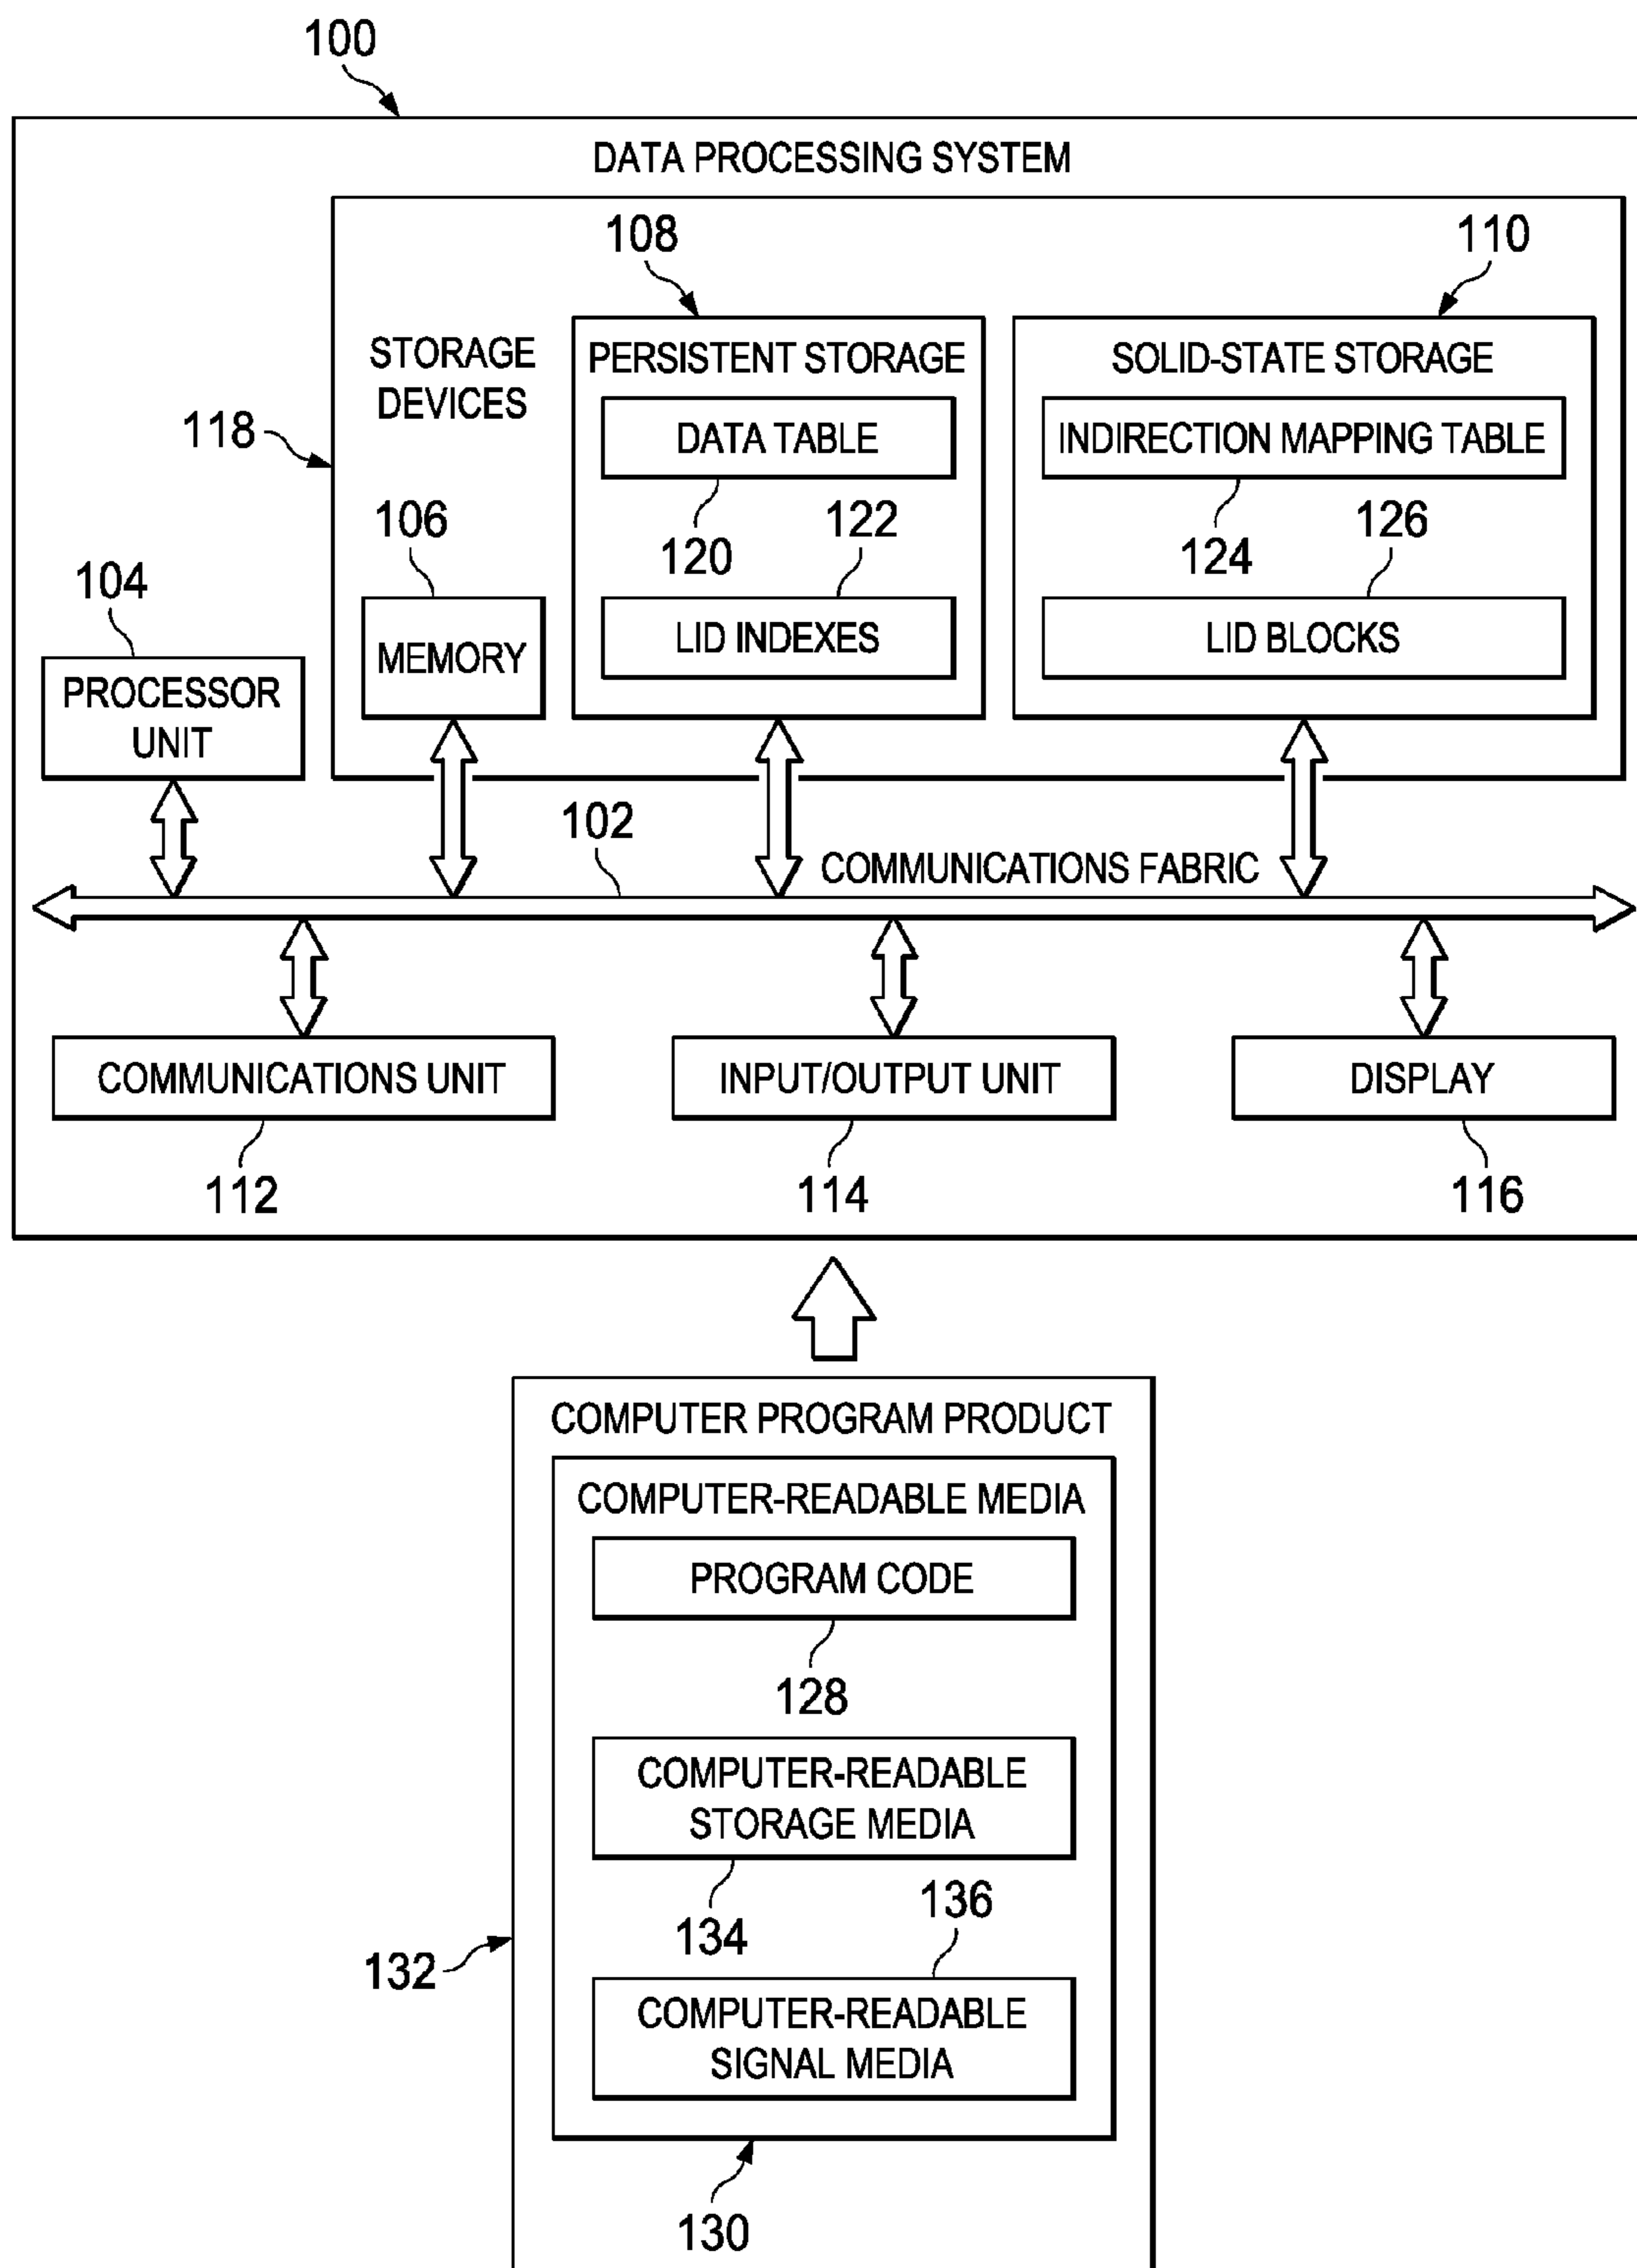 100
DATA PROCESSING SYSTEM
108
110
STORAGE
DEVICES
PERSISTENT STORAGE
SOLID-STATE STORAGE
118
DATA TABLE
INDIRECTION MAPPING TABLE
106
120
122
124
126
104
MEMORY
LID INDEXES
LID BLOCKS
PROCESSOR
UNIT
102
COMMUNICATIONS FABRIC
COMMUNICATIONS UNIT
INPUT/OUTPUT UNIT
DISPLAY
112
114
116
COMPUTER PROGRAM PRODUCT
COMPUTER-READABLE MEDIA
PROGRAM CODE
128
COMPUTER-READABLE
STORAGE MEDIA
134
136
132
COMPUTER-READABLE
SIGNAL MEDIA
130